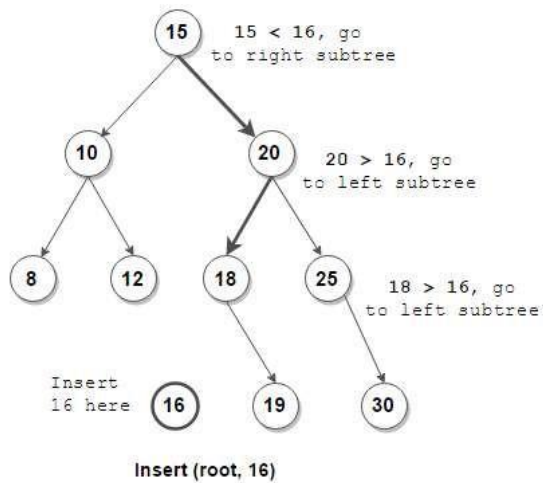 15
15 < 16, go
to right subtree
10
20
20 > 16, go
to left subtree
8
12
18
25
18 > 16, go
to left subtree
Insert
16 here
16
19
30
Insert (root, 16)